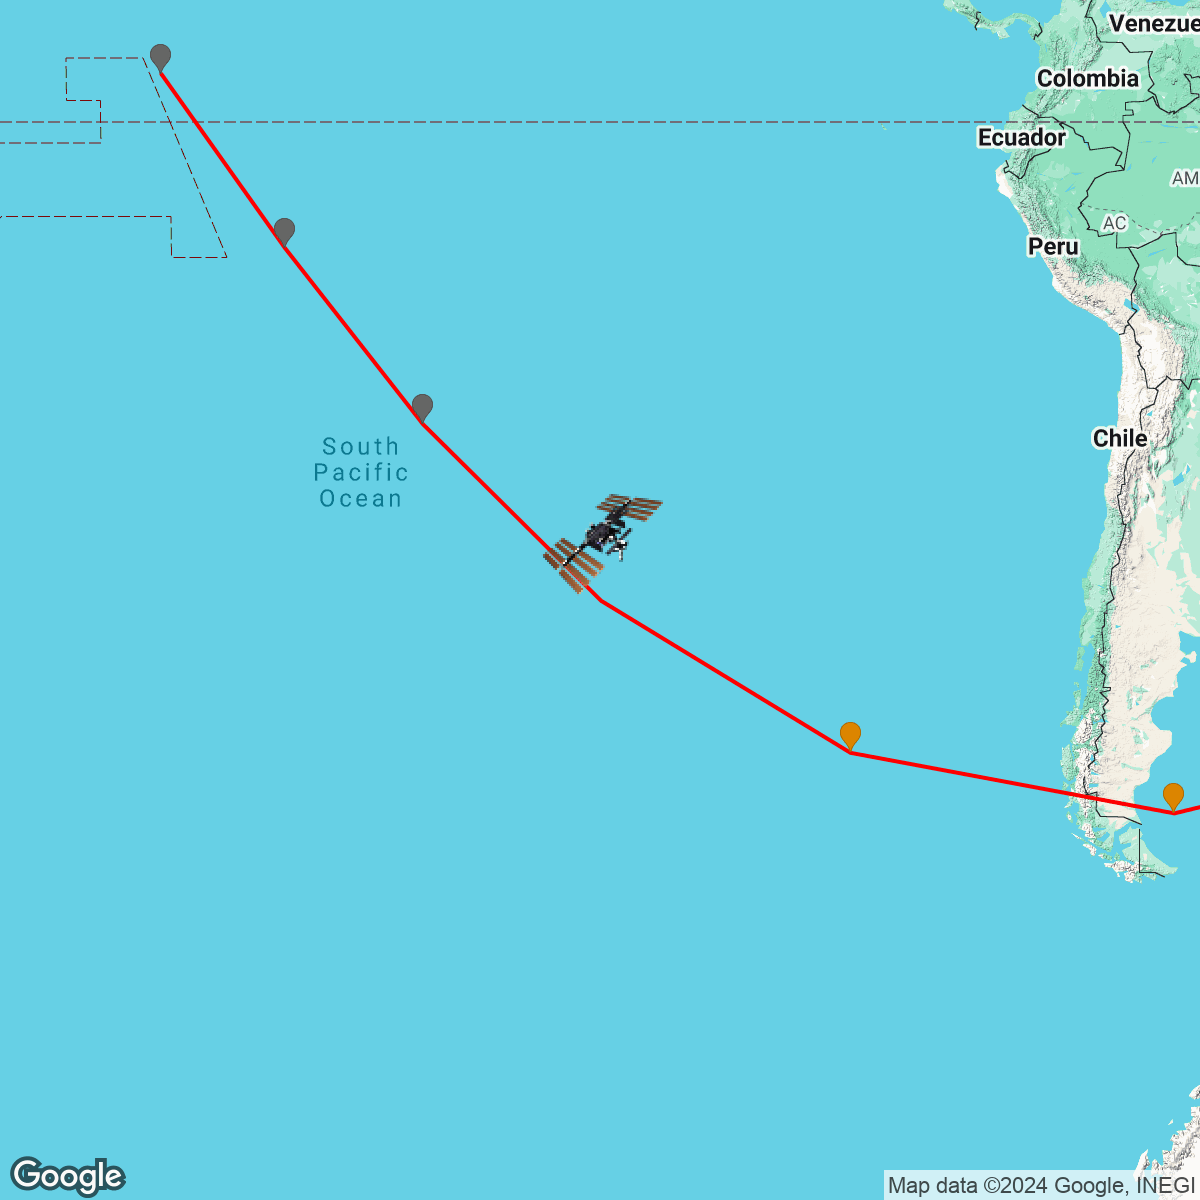 Venezue
Colombia
Ecuador
AM
AC
Peru
Chile
South
Pacific
Ocean
Google
Map data ©2024 Google, INEGI